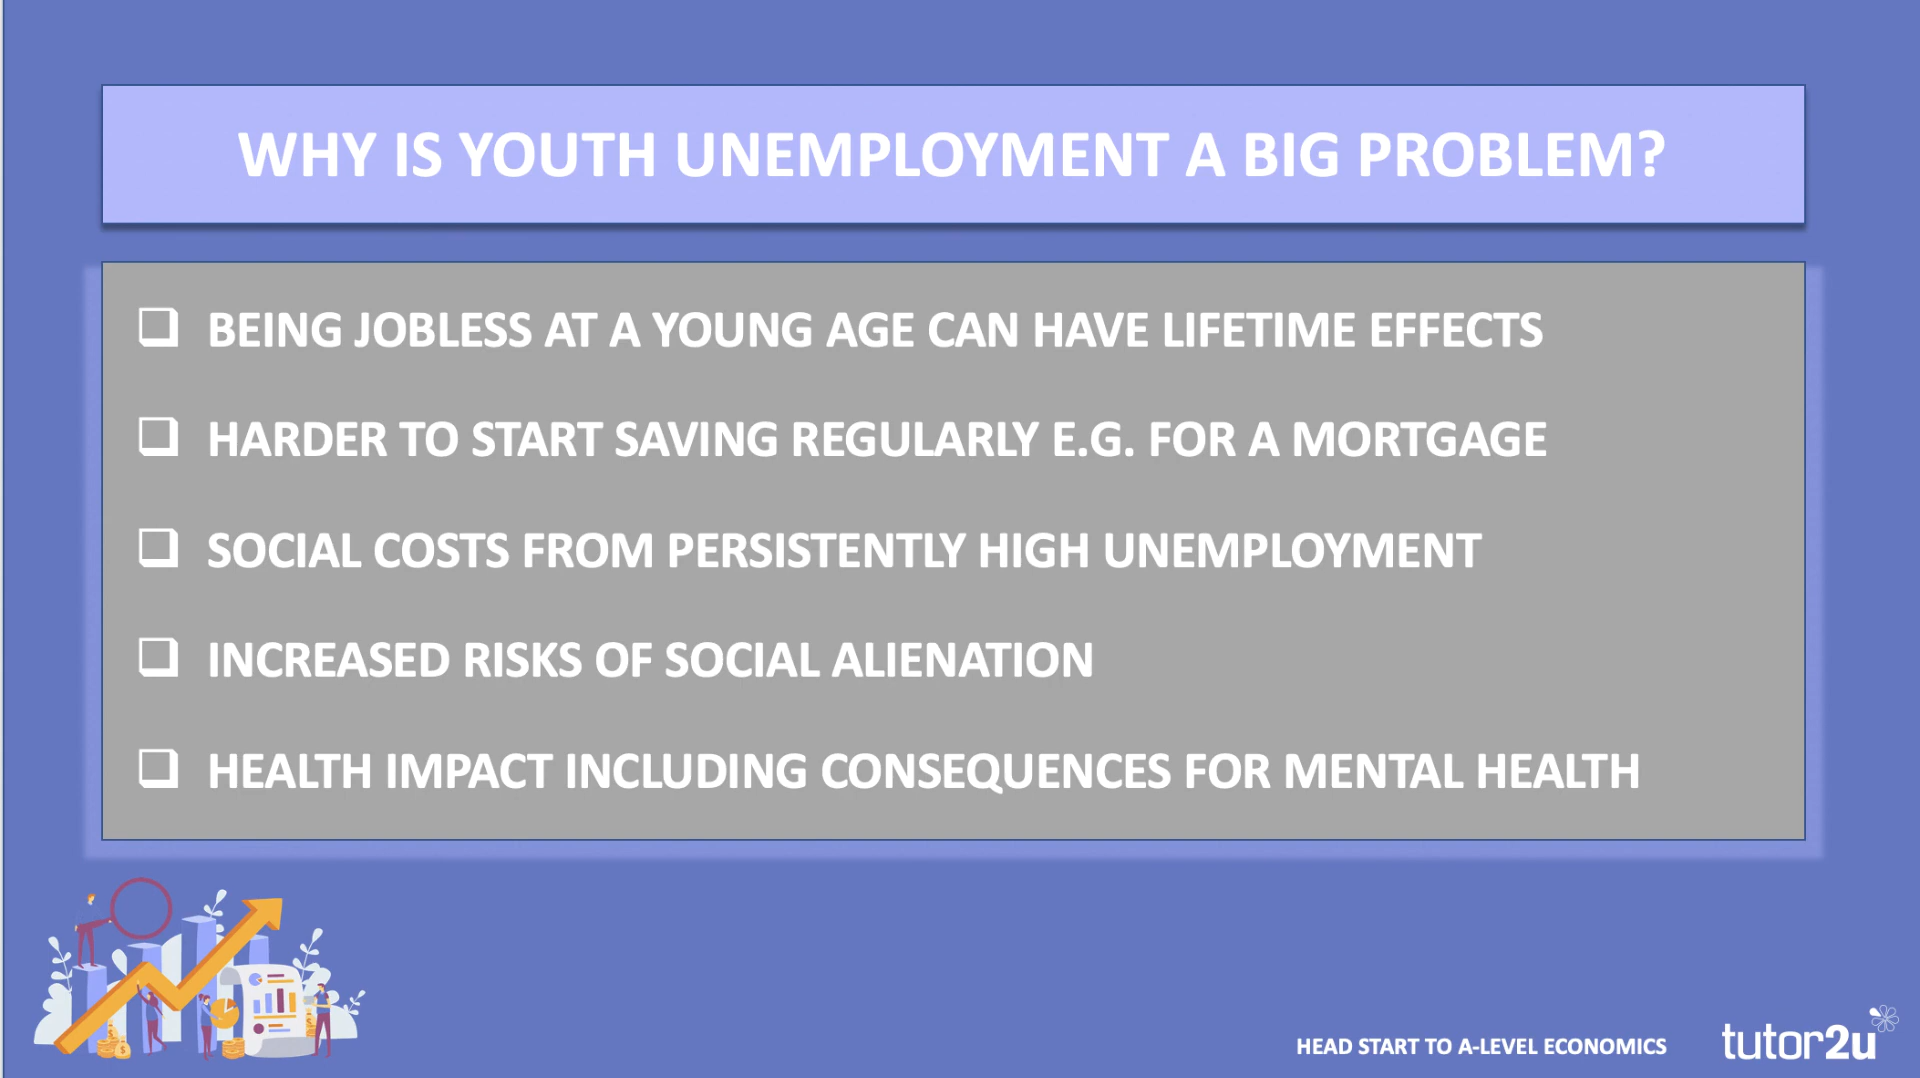 WHY IS YOUTH UNEMPLOYMENT A BIG PROBLEM?
BEING JOBLESS AT A YOUNG AGE CAN HAVE LIFETIME EFFECTS
HARDER TO START SAVING REGULARLY E.G. FOR A MORTGAGE
SOCIAL COSTS FROM PERSISTENTLY HIGH UNEMPLOYMENT
INCREASED RISKS OF SOCIAL ALIENATION
HEALTH IMPACT INCLUDING CONSEQUENCES FOR MENTAL HEALTH
HEAD START TO A-LEVEL ECONOMICS
tutor2u